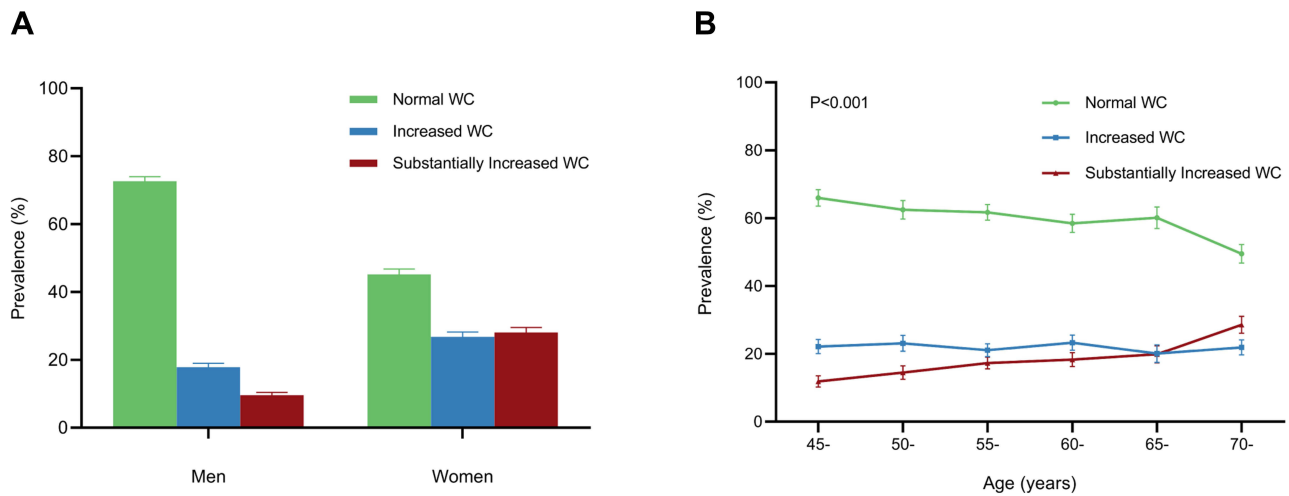 A
Prevalence (%)
100
80
60
40
20
0
Normal WC
Increased WC
Substantially Increased WC
Men
Women
B
Prevalence (%)
100
80
60
40
20
0
P<0.001
Normal WC
Increased WC
Substantially Increased WC
45-
50-
55-
60-
65-
70-
Age (years)